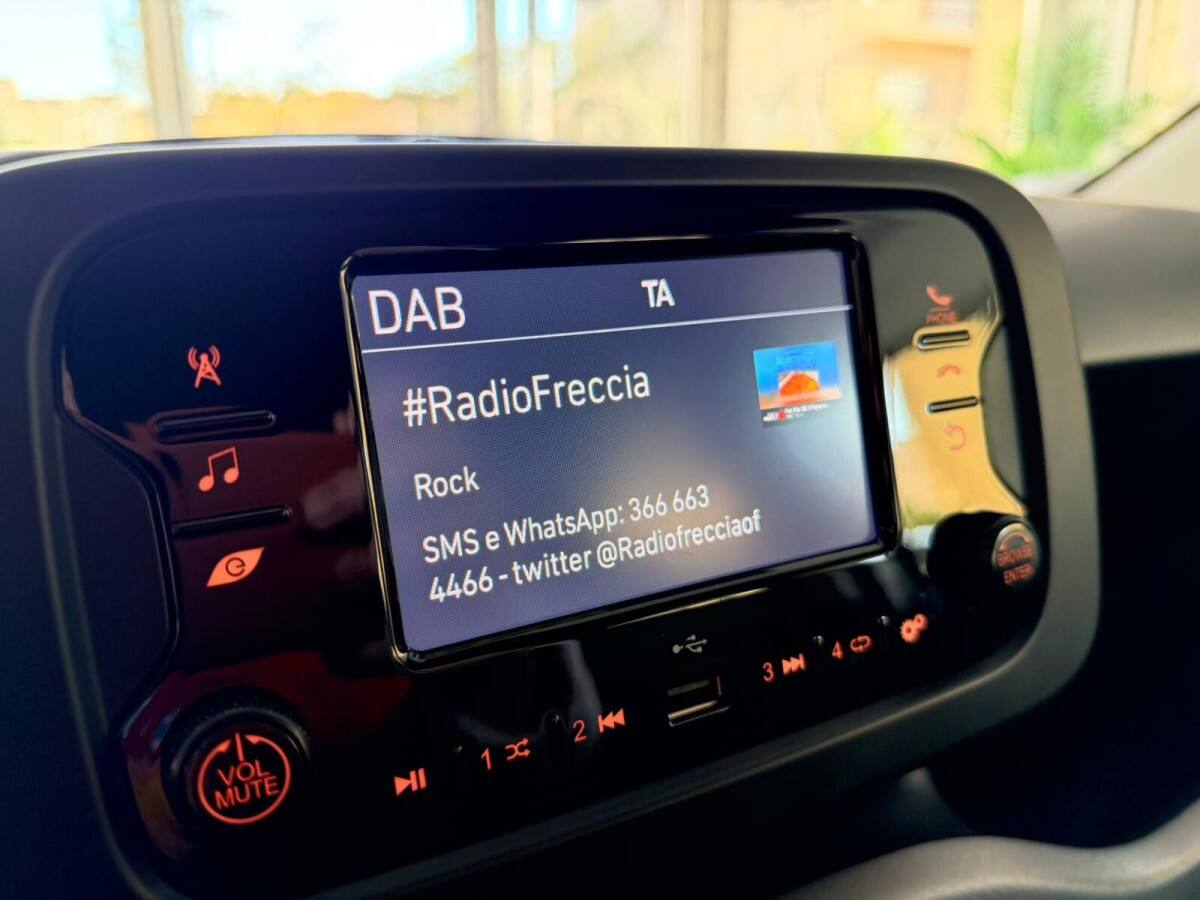 DAB
TA
#RadioFreccia
Rock
SMS e WhatsApp: 366 663
4466 - twitter @Radiofrecciaof
PHONE
BROWSE
ENTER
VOL
MUTE
1
2
3
4